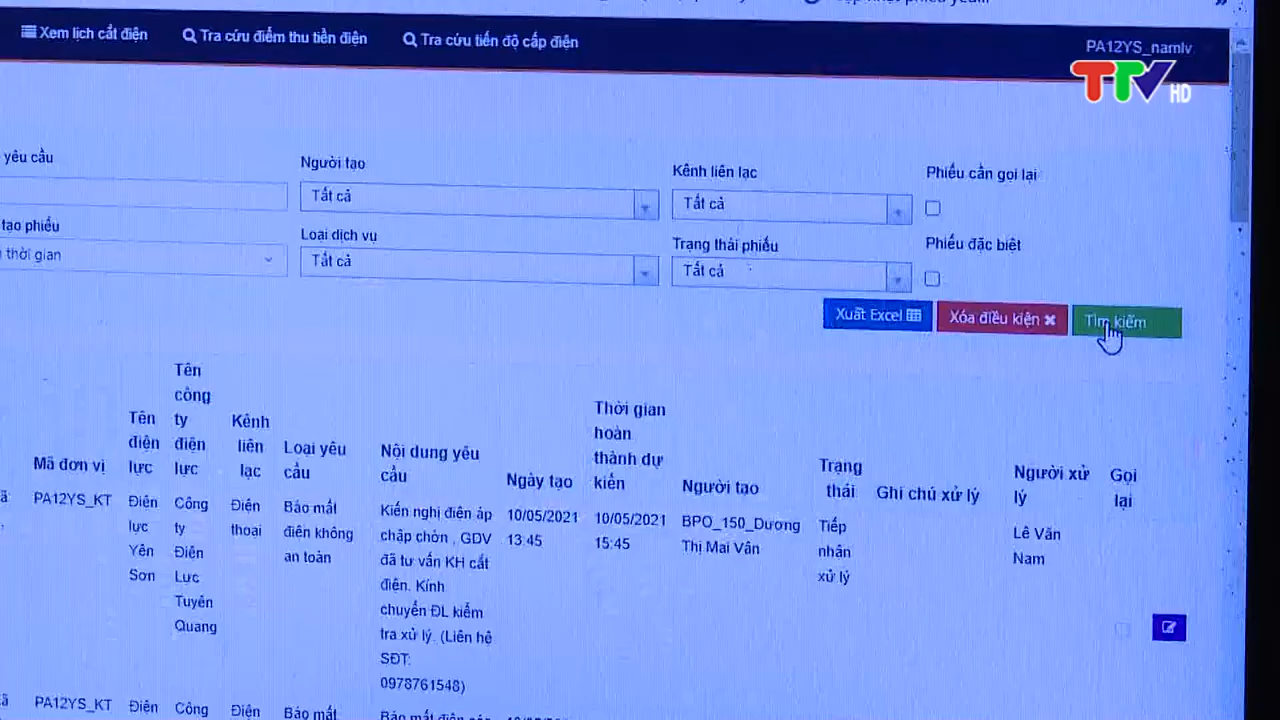 Xem lịch cắt điện
Tra cứu điểm thu tiền điện
Tra cứu tiến độ cấp điện
PA12YS_namlv
TTV HD
yêu cầu
Người tạo
Kênh liên lạc
Phiếu cần gọi lại
Tất cả
Tất cả
tạo phiếu
Loại dịch vụ
Trạng thái phiếu
Phiếu đặc biệt
thời gian
Tất cả
Tất cả
Xuất Excel
Xóa điều kiện
Tìm kiếm
Mã đơn vị
Tên
điện
lực
Tên
công
ty
điện
lực
Kênh
liên
lạc
Loại yêu
cầu
Nội dung yêu
cầu
Ngày tạo
Thời gian
hoàn
thành dự
kiến
Người tạo
Trạng
thái
Ghi chú xử lý
Người xử
lý
Gọi
lại
PA12YS_KT
Điện
lực
Yên
Sơn
Công
ty
Điện
Lực
Tuyên
Quang
Điện
thoại
Báo mất
điện không
an toàn
Kiến nghị điện áp
chập chờn , GDV
đã tư vấn KH cắt
điện. Kính
chuyển ĐL kiểm
tra xử lý. (Liên hệ
SĐT:
0978761548)
10/05/2021
13:45
10/05/2021
15:45
BPO_150_Dương
Thị Mai Vân
Tiếp
nhận
xử lý
Lê Văn
Nam
PA12YS_KT
Điện
Công
Điện
Báo mất
Báo mất điện